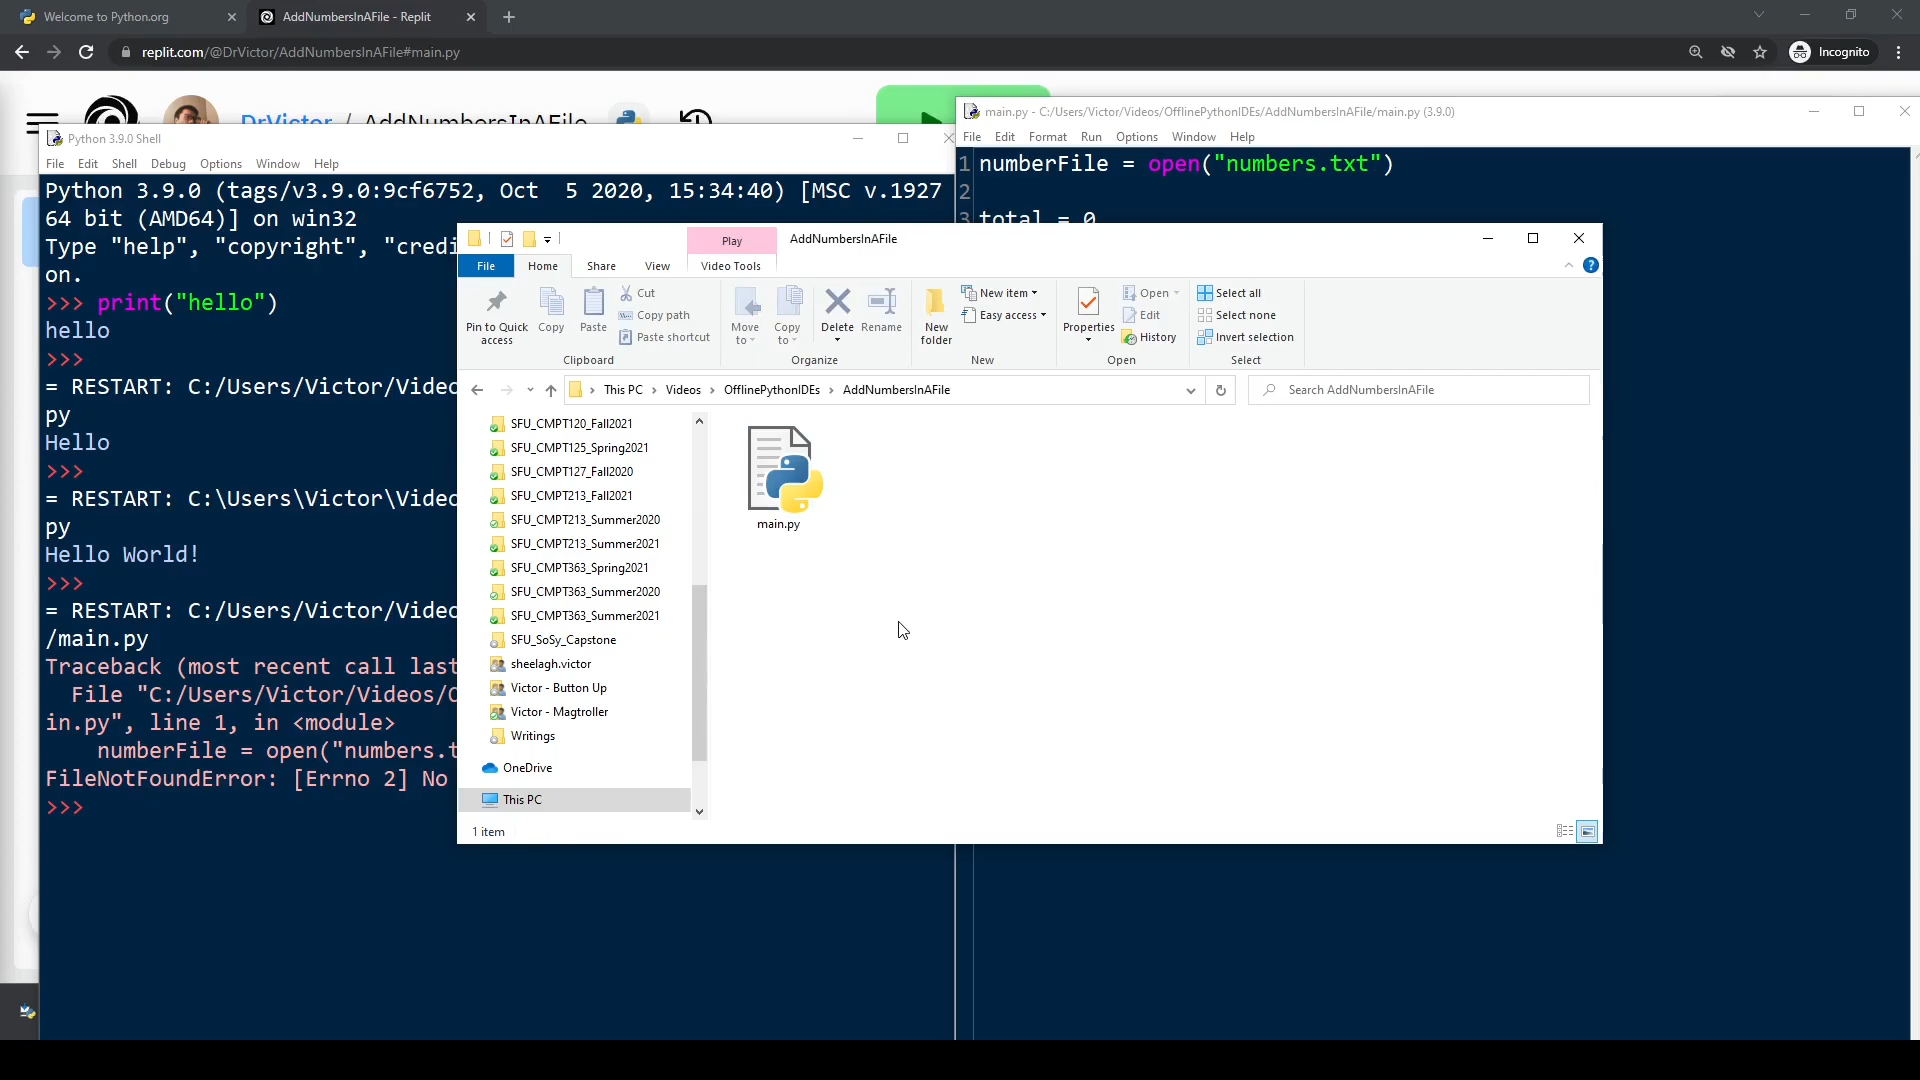 Welcome to Python.org
AddNumbersInAFile - Replit
replit.com/@DrVictor/AddNumbersInAFile#main.py
Incognito
DrVictor / AddNumbersInAFile
Python 3.9.0 Shell
File Edit Shell Debug Options Window Help
Python 3.9.0 (tags/v3.9.0:9cf6752, Oct  5 2020, 15:34:40) [MSC v.1927
64 bit (AMD64)] on win32
Type "help", "copyright", "credi
on.
>>> print("hello")
hello
>>>
= RESTART: C:/Users/Victor/Videc
py
Hello
>>>
= RESTART: C:\Users\Victor\Videc
py
Hello World!
>>>
= RESTART: C:/Users/Victor/Videc
/main.py
Traceback (most recent call last
File "C:/Users/Victor/Videos/O
in.py", line 1, in <module>
numberFile = open("numbers.t
FileNotFoundError: [Errno 2] No
>>>
main.py - C:/Users/Victor/Videos/OfflinePythonIDEs/AddNumbersInAFile/main.py (3.9.0)
File Edit Format Run Options Window Help
1 numberFile = open("numbers.txt")
2
3 total = 0
Play
AddNumbersInAFile
File Home Share View Video Tools
Pin to Quick access
Copy
Paste
Cut
Copy path
Paste shortcut
Clipboard
Move to
Copy to
Delete
Rename
Organize
New folder
New item
Easy access
New
Properties
Open
Edit
History
Open
Select all
Select none
Invert selection
Select
This PC > Videos > OfflinePythonIDEs > AddNumbersInAFile
Search AddNumbersInAFile
SFU_CMPT120_Fall2021
SFU_CMPT125_Spring2021
SFU_CMPT127_Fall2020
SFU_CMPT213_Fall2021
SFU_CMPT213_Summer2020
SFU_CMPT213_Summer2021
SFU_CMPT363_Spring2021
SFU_CMPT363_Summer2020
SFU_CMPT363_Summer2021
SFU_SoSy_Capstone
sheelagh.victor
Victor - Button Up
Victor - Magtroller
Writings
OneDrive
This PC
main.py
1 item